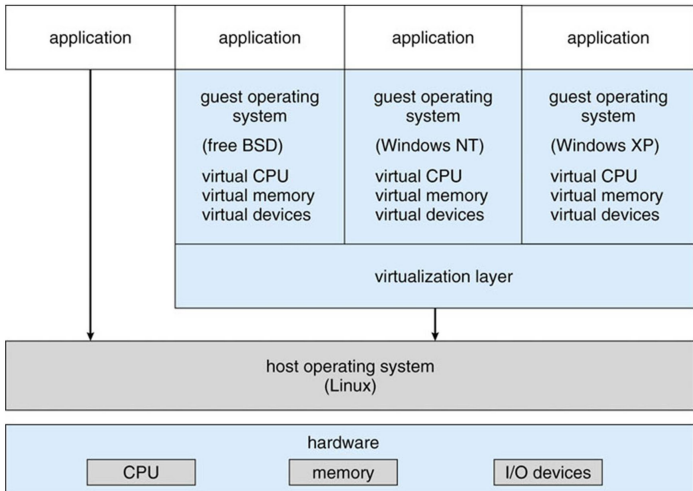 application
application
application
application
guest operating
system
(free BSD)
virtual CPU
virtual memory
virtual devices
guest operating
system
(Windows NT)
virtual CPU
virtual memory
virtual devices
guest operating
system
(Windows XP)
virtual CPU
virtual memory
virtual devices
virtualization layer
host operating system
(Linux)
hardware
CPU
memory
I/O devices